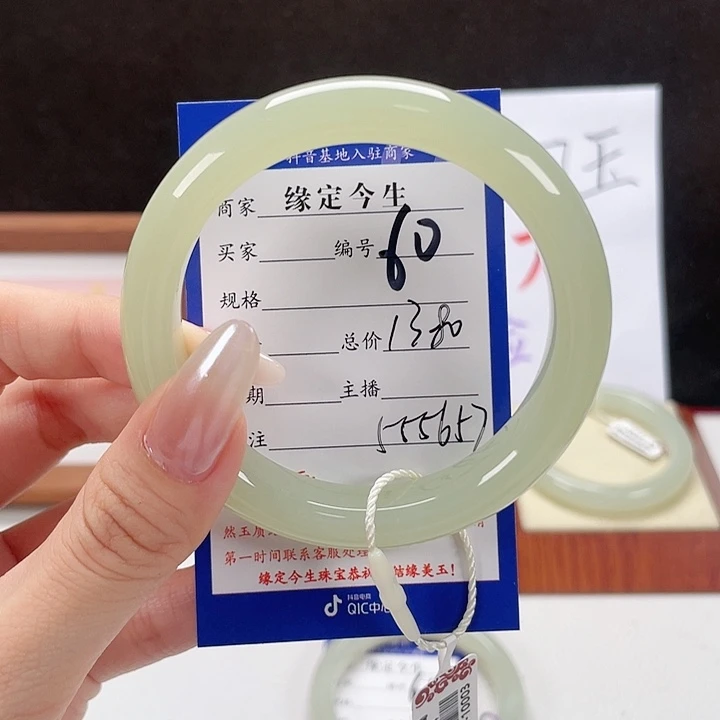 抖音基地入驻商家
商家 缘定今生
买家 编号 60
规格
总价 1380
期 主播
注 (55657
然玉质
第一时间联系客服处理
缘定今生珠宝恭祝 结缘美玉！
抖音电商
QIC中心
玉
10003